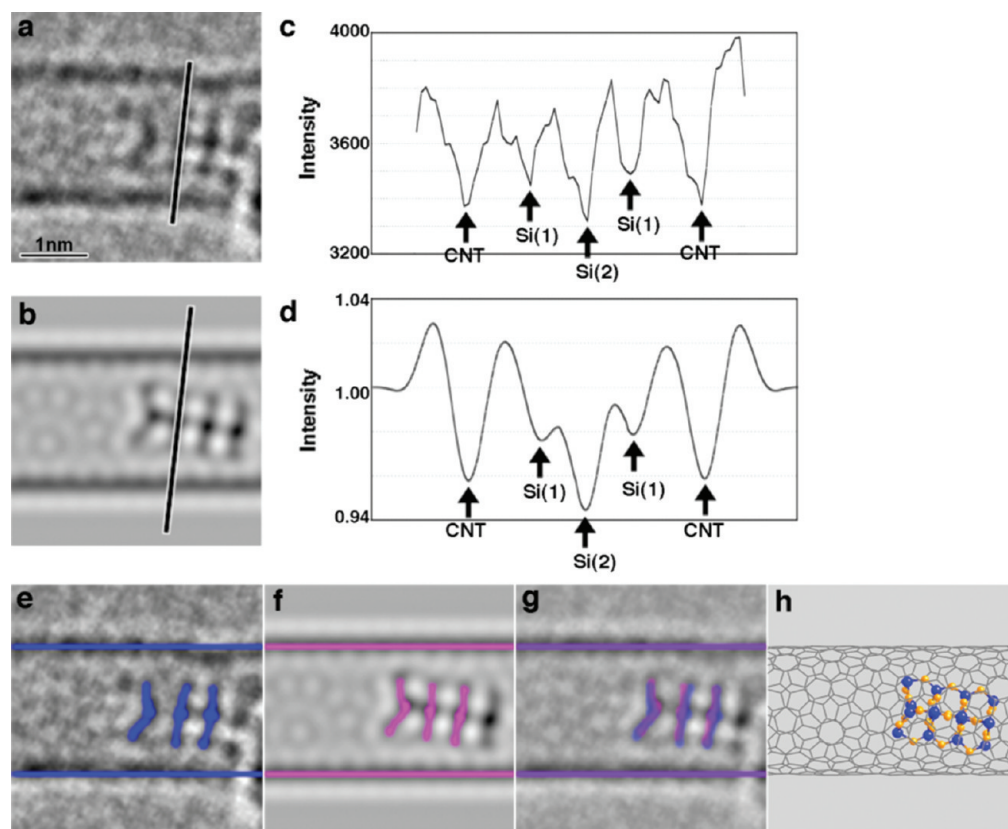 a
1nm
b
c
4000
3600
3200
Intensity
CNT
Si(1)
Si(2)
Si(1)
CNT
d
1.04
1.00
0.94
Intensity
CNT
Si(1)
Si(2)
Si(1)
CNT
e
f
g
h